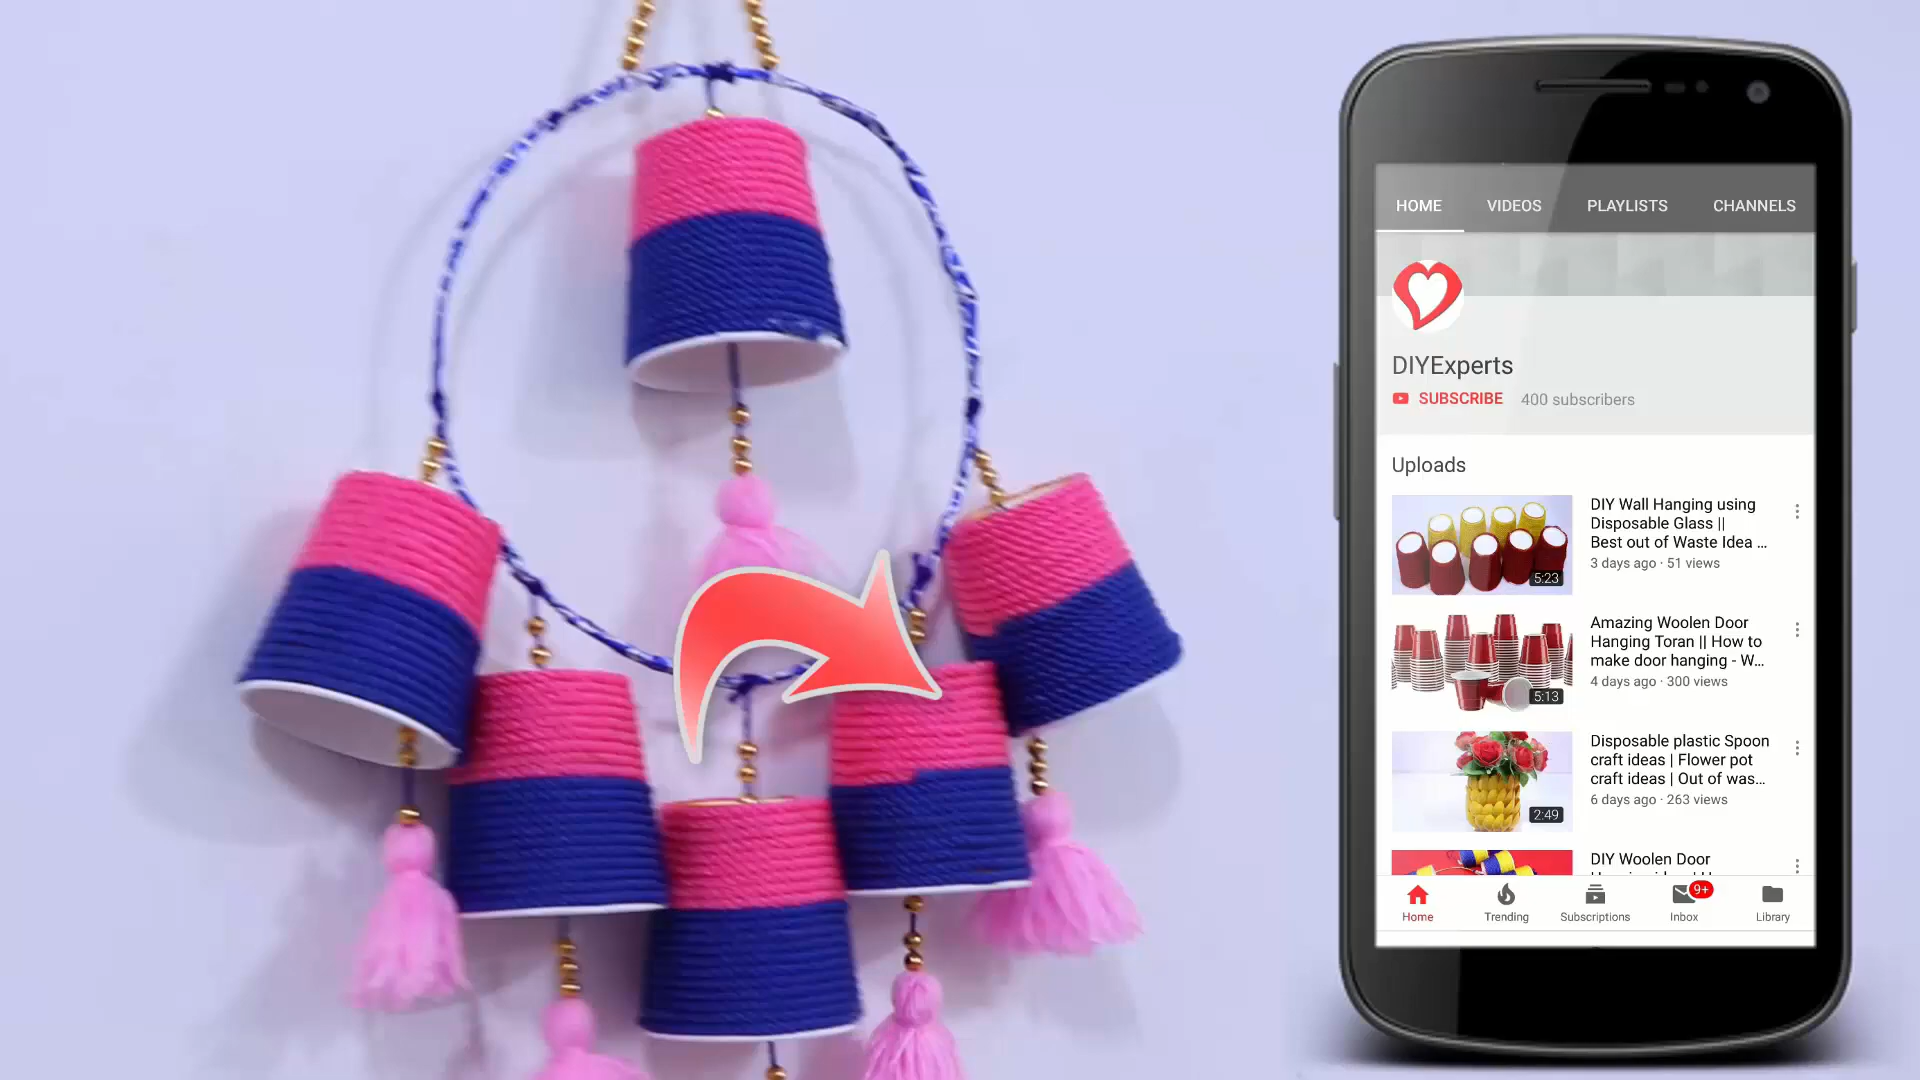 HOME VIDEOS PLAYLISTS CHANNELS
DIYExperts
SUBSCRIBE 400 subscribers
Uploads
DIY Wall Hanging using
Disposable Glass ||
Best out of Waste Idea ...
3 days ago · 51 views
5:23
Amazing Woolen Door
Hanging Toran || How to
make door hanging - W...
4 days ago · 300 views
5:13
Disposable plastic Spoon
craft ideas | Flower pot
craft ideas | Out of was...
6 days ago · 263 views
2:49
DIY Woolen Door
9+
Home Trending Subscriptions Inbox Library